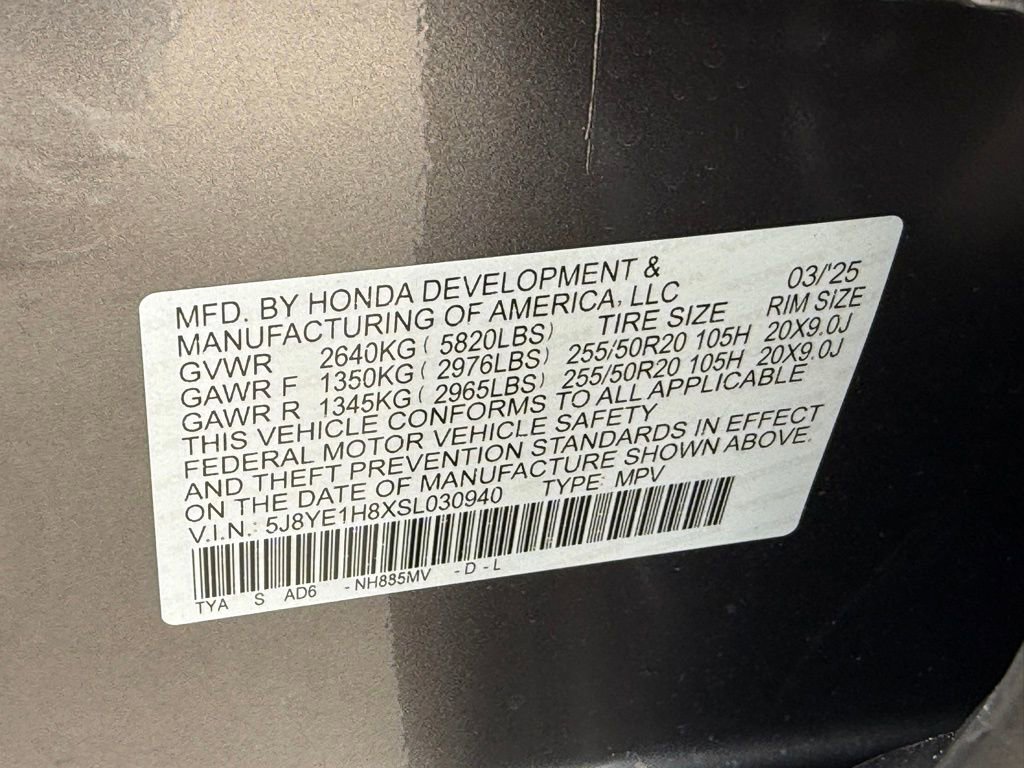 MFD. BY HONDA DEVELOPMENT & 03/'25
MANUFACTURING OF AMERICA, LLC
TIRE SIZE RIM SIZE
GVWR 2640KG ( 5820LBS)
GAWR F 1350KG ( 2976LBS) 255/50R20 105H 20X9.0J
GAWR R 1345KG ( 2965LBS) 255/50R20 105H 20X9.0J
THIS VEHICLE CONFORMS TO ALL APPLICABLE
FEDERAL MOTOR VEHICLE SAFETY
AND THEFT PREVENTION STANDARDS IN EFFECT
ON THE DATE OF MANUFACTURE SHOWN ABOVE.
V.I.N.: 5J8YE1H8XSL030940 TYPE: MPV
TYA S AD6 - NH885MV - D - L